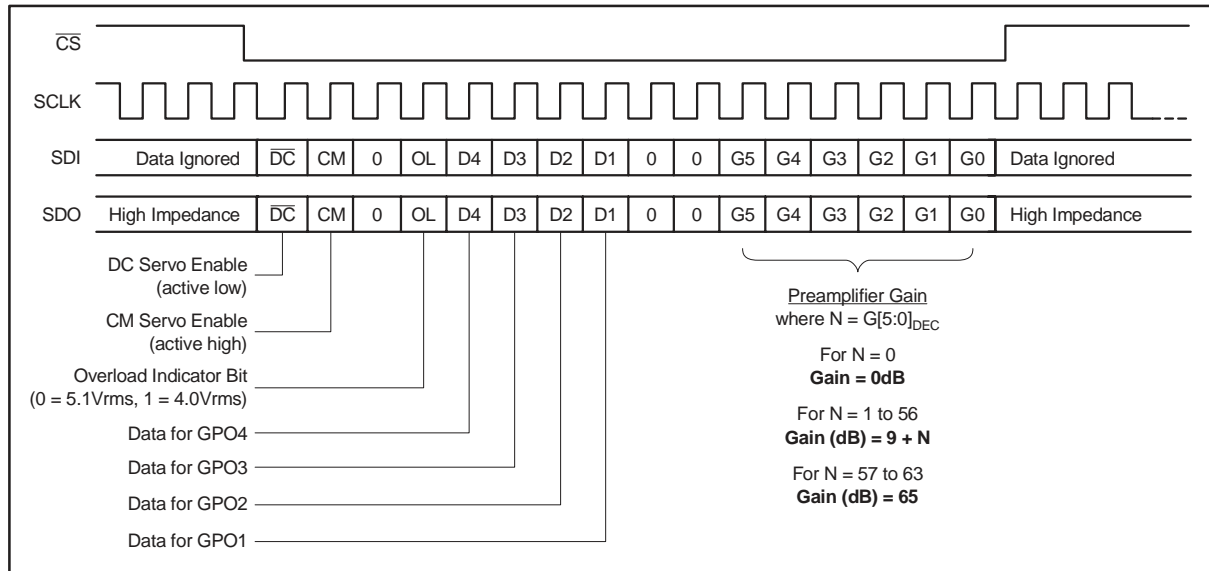 CS
SCLK
SDI Data Ignored DC CM 0 OL D4 D3 D2 D1 0 0 G5 G4 G3 G2 G1 G0 Data Ignored
SDO High Impedance DC CM 0 OL D4 D3 D2 D1 0 0 G5 G4 G3 G2 G1 G0 High Impedance
DC Servo Enable
(active low)
CM Servo Enable
(active high)
Overload Indicator Bit
(0 = 5.1Vrms, 1 = 4.0Vrms)
Data for GPO4
Data for GPO3
Data for GPO2
Data for GPO1
Preamplifier Gain
where N = G[5:0]DEC
For N = 0
Gain = 0dB
For N = 1 to 56
Gain (dB) = 9 + N
For N = 57 to 63
Gain (dB) = 65